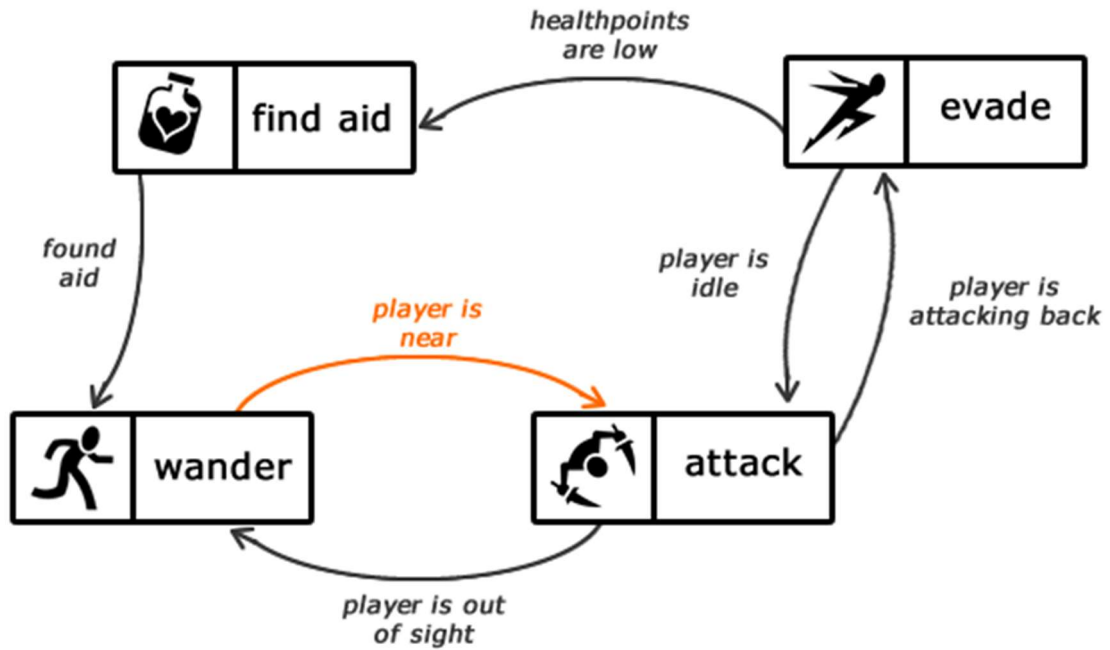 healthpoints
are low
find aid
evade
found
aid
player is
idle
player is
attacking back
player is
near
wander
attack
player is out
of sight